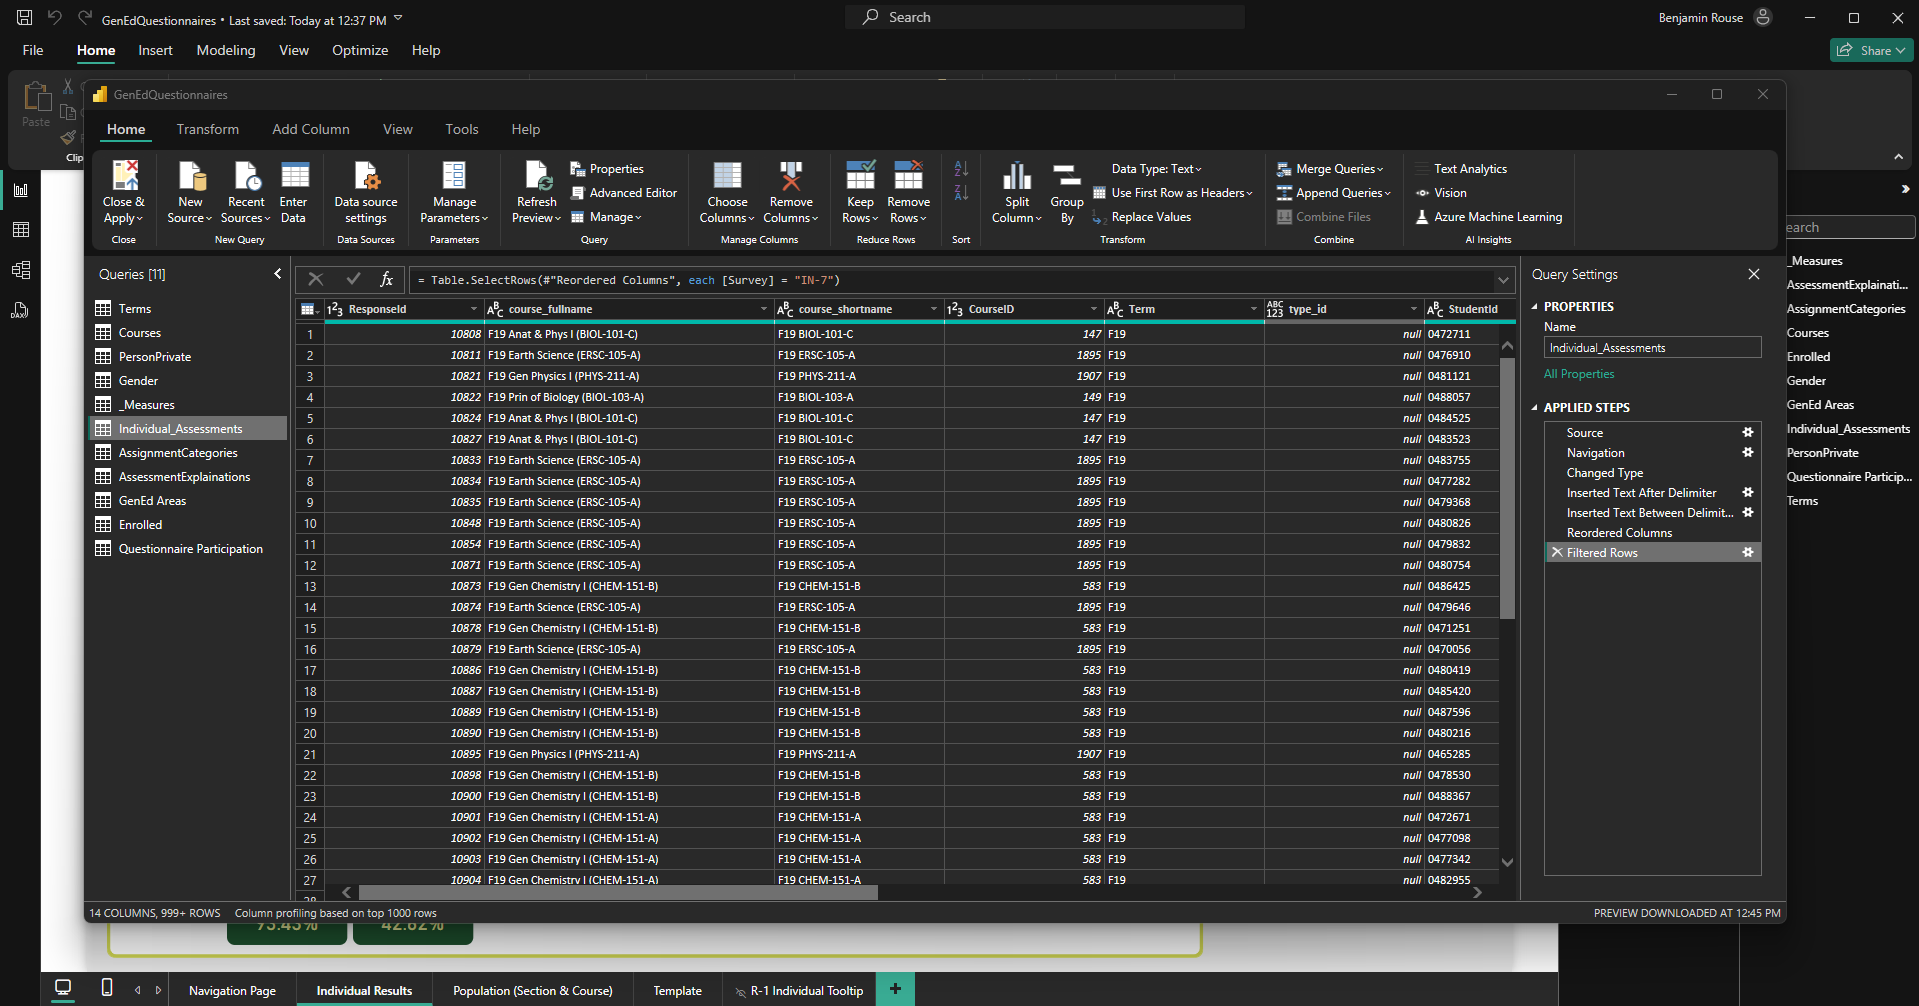 GenEdQuestionnaires • Last saved: Today at 12:37 PM
Search
Benjamin Rouse
File Home Insert Modeling View Optimize Help
Share
Paste
GenEdQuestionnaires
Home Transform Add Column View Tools Help
Close & Apply
New Source
Recent Sources
Enter Data
Data source settings
Manage Parameters
Refresh Preview
Properties
Advanced Editor
Manage
Choose Columns
Remove Columns
Keep Rows
Remove Rows
Split Column
Group By
Data Type: Text
Use First Row as Headers
Replace Values
Merge Queries
Append Queries
Combine Files
Text Analytics
Vision
Azure Machine Learning
Close New Query Data Sources Parameters Query Manage Columns Reduce Rows Sort Transform Combine AI Insights
Queries [11]
Terms
Courses
PersonPrivate
Gender
_Measures
Individual_Assessments
AssignmentCategories
AssessmentExplainations
GenEd Areas
Enrolled
Questionnaire Participation
fx = Table.SelectRows(#"Reordered Columns", each [Survey] = "IN-7")
123 ResponseId ABC course_fullname ABC course_shortname 123 CourseID ABC Term ABC 123 type_id ABC StudentId
1 10808 F19 Anat & Phys I (BIOL-101-C) F19 BIOL-101-C 147 F19 null 0472711
2 10811 F19 Earth Science (ERSC-105-A) F19 ERSC-105-A 1895 F19 null 0476910
3 10821 F19 Gen Physics I (PHYS-211-A) F19 PHYS-211-A 1907 F19 null 0481121
4 10822 F19 Prin of Biology (BIOL-103-A) F19 BIOL-103-A 149 F19 null 0488057
5 10824 F19 Anat & Phys I (BIOL-101-C) F19 BIOL-101-C 147 F19 null 0484525
6 10827 F19 Anat & Phys I (BIOL-101-C) F19 BIOL-101-C 147 F19 null 0483523
7 10833 F19 Earth Science (ERSC-105-A) F19 ERSC-105-A 1895 F19 null 0483755
8 10834 F19 Earth Science (ERSC-105-A) F19 ERSC-105-A 1895 F19 null 0477282
9 10835 F19 Earth Science (ERSC-105-A) F19 ERSC-105-A 1895 F19 null 0479368
10 10848 F19 Earth Science (ERSC-105-A) F19 ERSC-105-A 1895 F19 null 0480826
11 10854 F19 Earth Science (ERSC-105-A) F19 ERSC-105-A 1895 F19 null 0479832
12 10871 F19 Earth Science (ERSC-105-A) F19 ERSC-105-A 1895 F19 null 0480754
13 10873 F19 Gen Chemistry I (CHEM-151-B) F19 CHEM-151-B 583 F19 null 0486425
14 10874 F19 Earth Science (ERSC-105-A) F19 ERSC-105-A 1895 F19 null 0479646
15 10878 F19 Gen Chemistry I (CHEM-151-B) F19 CHEM-151-B 583 F19 null 0471251
16 10879 F19 Earth Science (ERSC-105-A) F19 ERSC-105-A 1895 F19 null 0470056
17 10886 F19 Gen Chemistry I (CHEM-151-B) F19 CHEM-151-B 583 F19 null 0480419
18 10887 F19 Gen Chemistry I (CHEM-151-B) F19 CHEM-151-B 583 F19 null 0485420
19 10889 F19 Gen Chemistry I (CHEM-151-B) F19 CHEM-151-B 583 F19 null 0487596
20 10890 F19 Gen Chemistry I (CHEM-151-B) F19 CHEM-151-B 583 F19 null 0480216
21 10895 F19 Gen Physics I (PHYS-211-A) F19 PHYS-211-A 1907 F19 null 0465285
22 10898 F19 Gen Chemistry I (CHEM-151-B) F19 CHEM-151-B 583 F19 null 0478530
23 10900 F19 Gen Chemistry I (CHEM-151-B) F19 CHEM-151-B 583 F19 null 0488367
24 10901 F19 Gen Chemistry I (CHEM-151-A) F19 CHEM-151-A 583 F19 null 0472671
25 10902 F19 Gen Chemistry I (CHEM-151-A) F19 CHEM-151-A 583 F19 null 0477098
26 10903 F19 Gen Chemistry I (CHEM-151-A) F19 CHEM-151-A 583 F19 null 0477342
27 10904 F19 Gen Chemistry I (CHEM-151-A) F19 CHEM-151-A 583 F19 null 0482955
Query Settings
PROPERTIES
Name
Individual_Assessments
All Properties
APPLIED STEPS
Source
Navigation
Changed Type
Inserted Text After Delimiter
Inserted Text Between Delimit...
Reordered Columns
Filtered Rows
earch
_Measures
AssessmentExplainati...
AssignmentCategories
Courses
Enrolled
Gender
GenEd Areas
Individual_Assessments
PersonPrivate
Questionnaire Particip...
Terms
14 COLUMNS, 999+ ROWS Column profiling based on top 1000 rows
PREVIEW DOWNLOADED AT 12:45 PM
Navigation Page Individual Results Population (Section & Course) Template R-1 Individual Tooltip